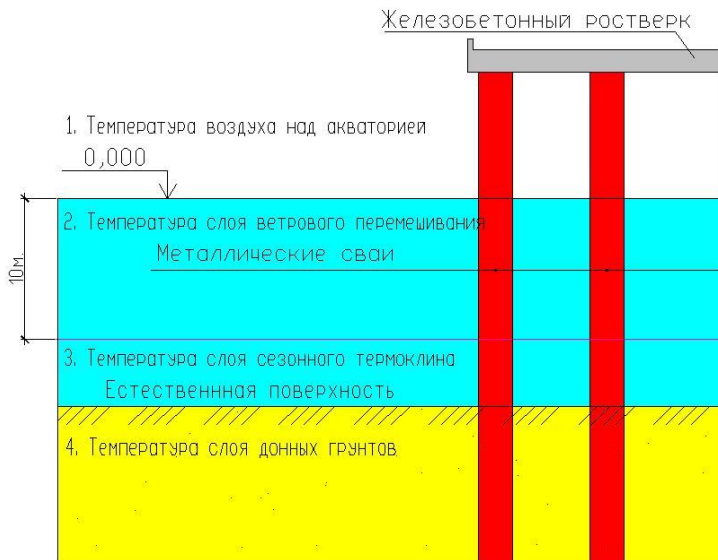 Железобетонный ростверк
1. Температура воздуха над акваторией
0,000
2. Температура слоя ветрового перемешивания
Металлические сваи
10м.
3. Температура слоя сезонного термоклина
Естественнная поверхность
4. Температура слоя донных грунтов